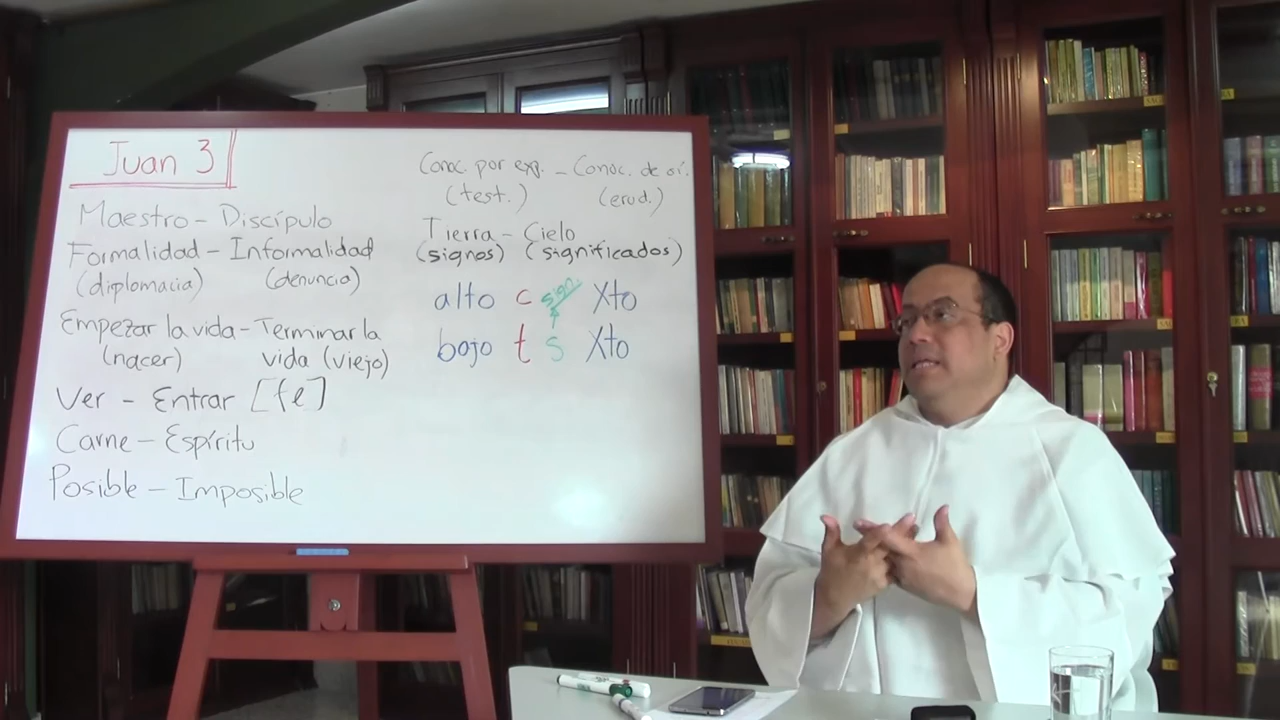 Juan 3
Maestro - Discípulo
Formalidad - Informalidad
(diplomacia) (denuncia)
Empezar la vida - Terminar la
(nacer) vida (viejo)
Ver - Entrar [fe]
Carne - Espíritu
Posible - Imposible
Conoc. por exp. - Conoc. de oí.
(test.) (erud.)
Tierra - Cielo
(signos) (significados)
alto c sign. Xto
bajo t s Xto